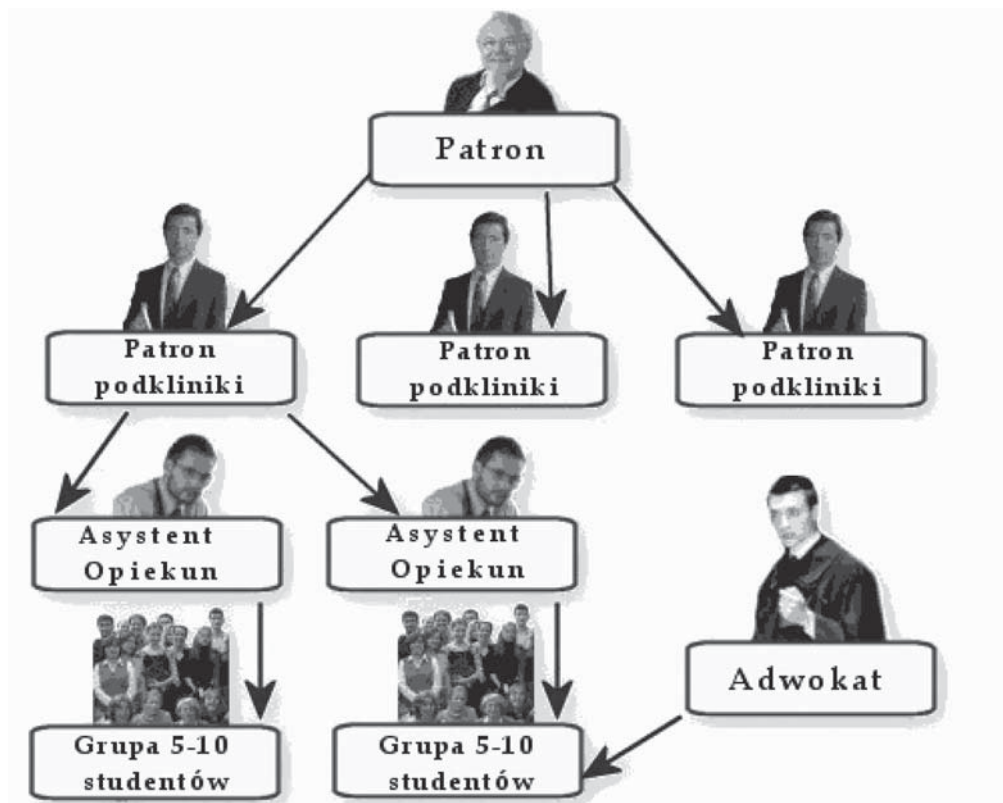 Patron
Patron
podkliniki
Patron
podkliniki
Patron
podkliniki
Asystent
Opiekun
Asystent
Opiekun
Adwokat
Grupa 5-10
studentów
Grupa 5-10
studentów